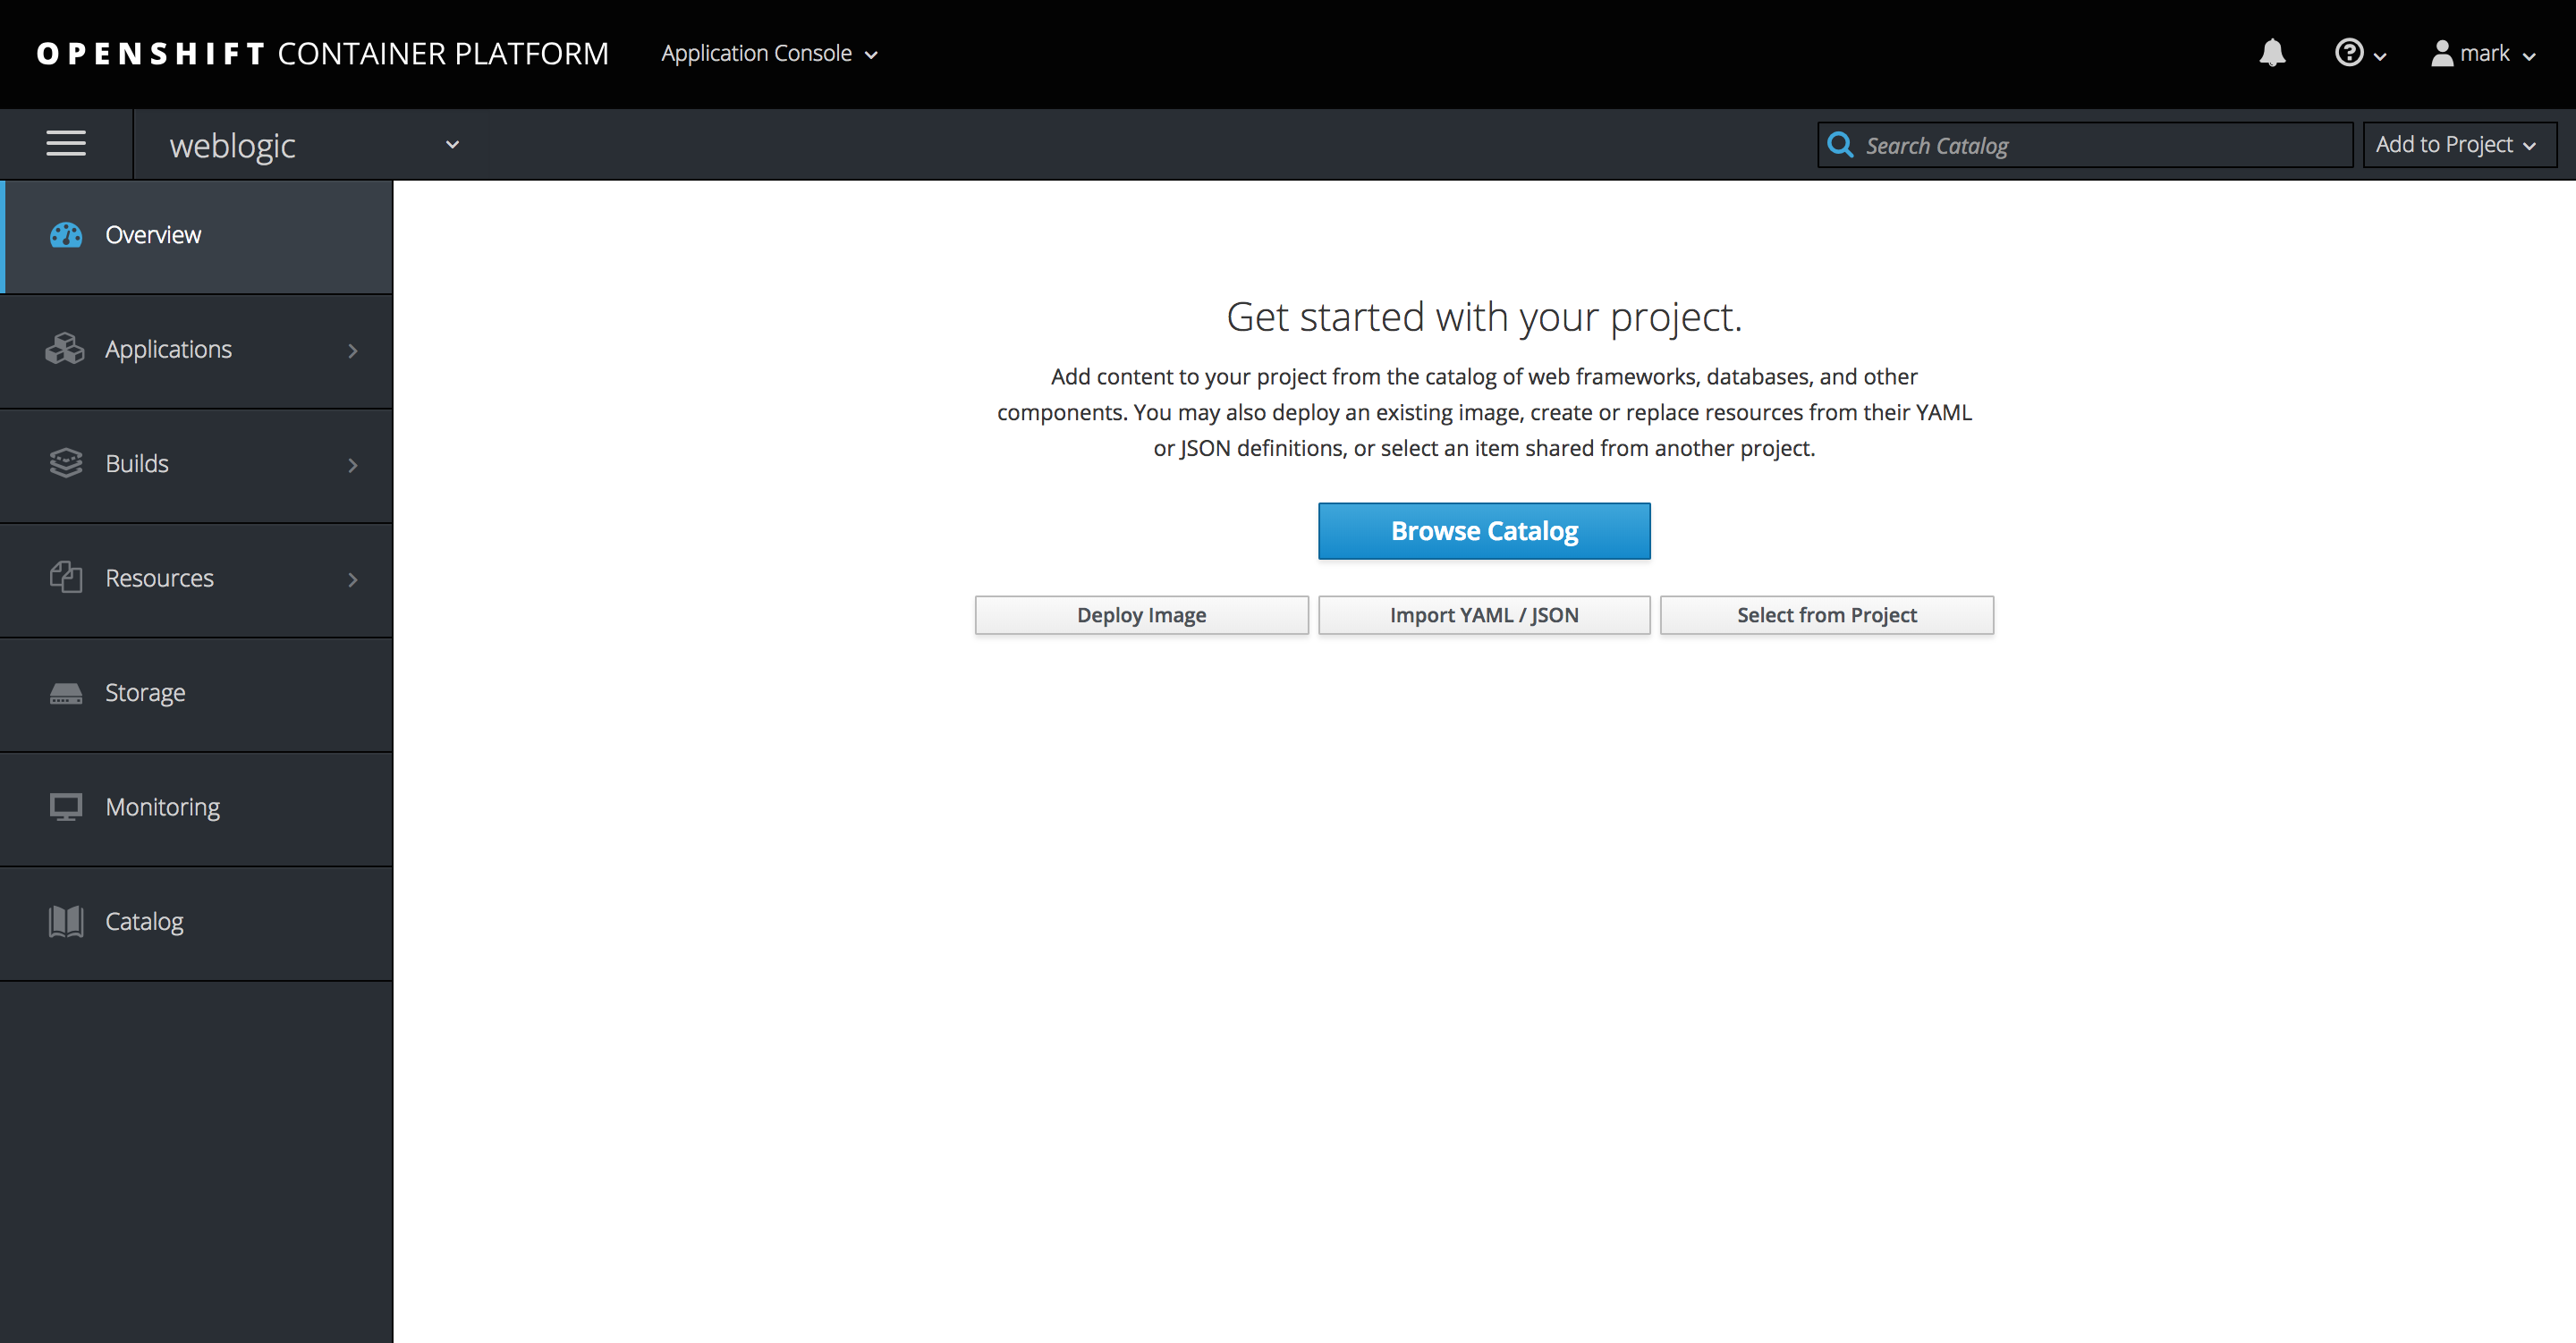 OPENSHIFT CONTAINER PLATFORM Application Console mark
weblogic Search Catalog Add to Project
Overview
Applications
Builds
Resources
Storage
Monitoring
Catalog
Get started with your project.
Add content to your project from the catalog of web frameworks, databases, and other
components. You may also deploy an existing image, create or replace resources from their YAML
or JSON definitions, or select an item shared from another project.
Browse Catalog
Deploy Image Import YAML / JSON Select from Project